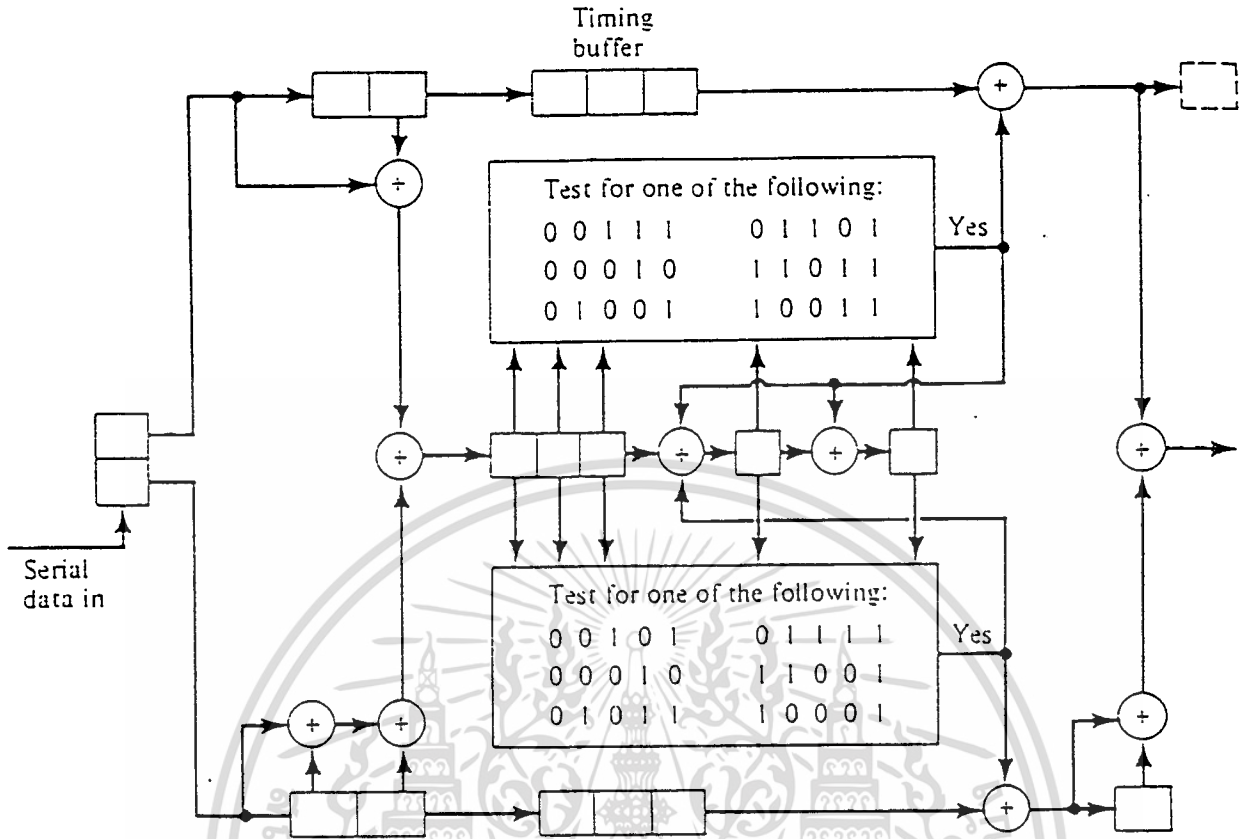 Timing
buffer
Test for one of the following:
0 0 1 1 1 0 1 1 0 1
0 0 0 1 0 1 1 0 1 1
0 1 0 0 1 1 0 0 1 1
Yes
Serial
data in
Test for one of the following:
0 0 1 0 1 0 1 1 1 1
0 0 0 1 0 1 1 0 0 1
0 1 0 1 1 1 0 0 0 1
Yes